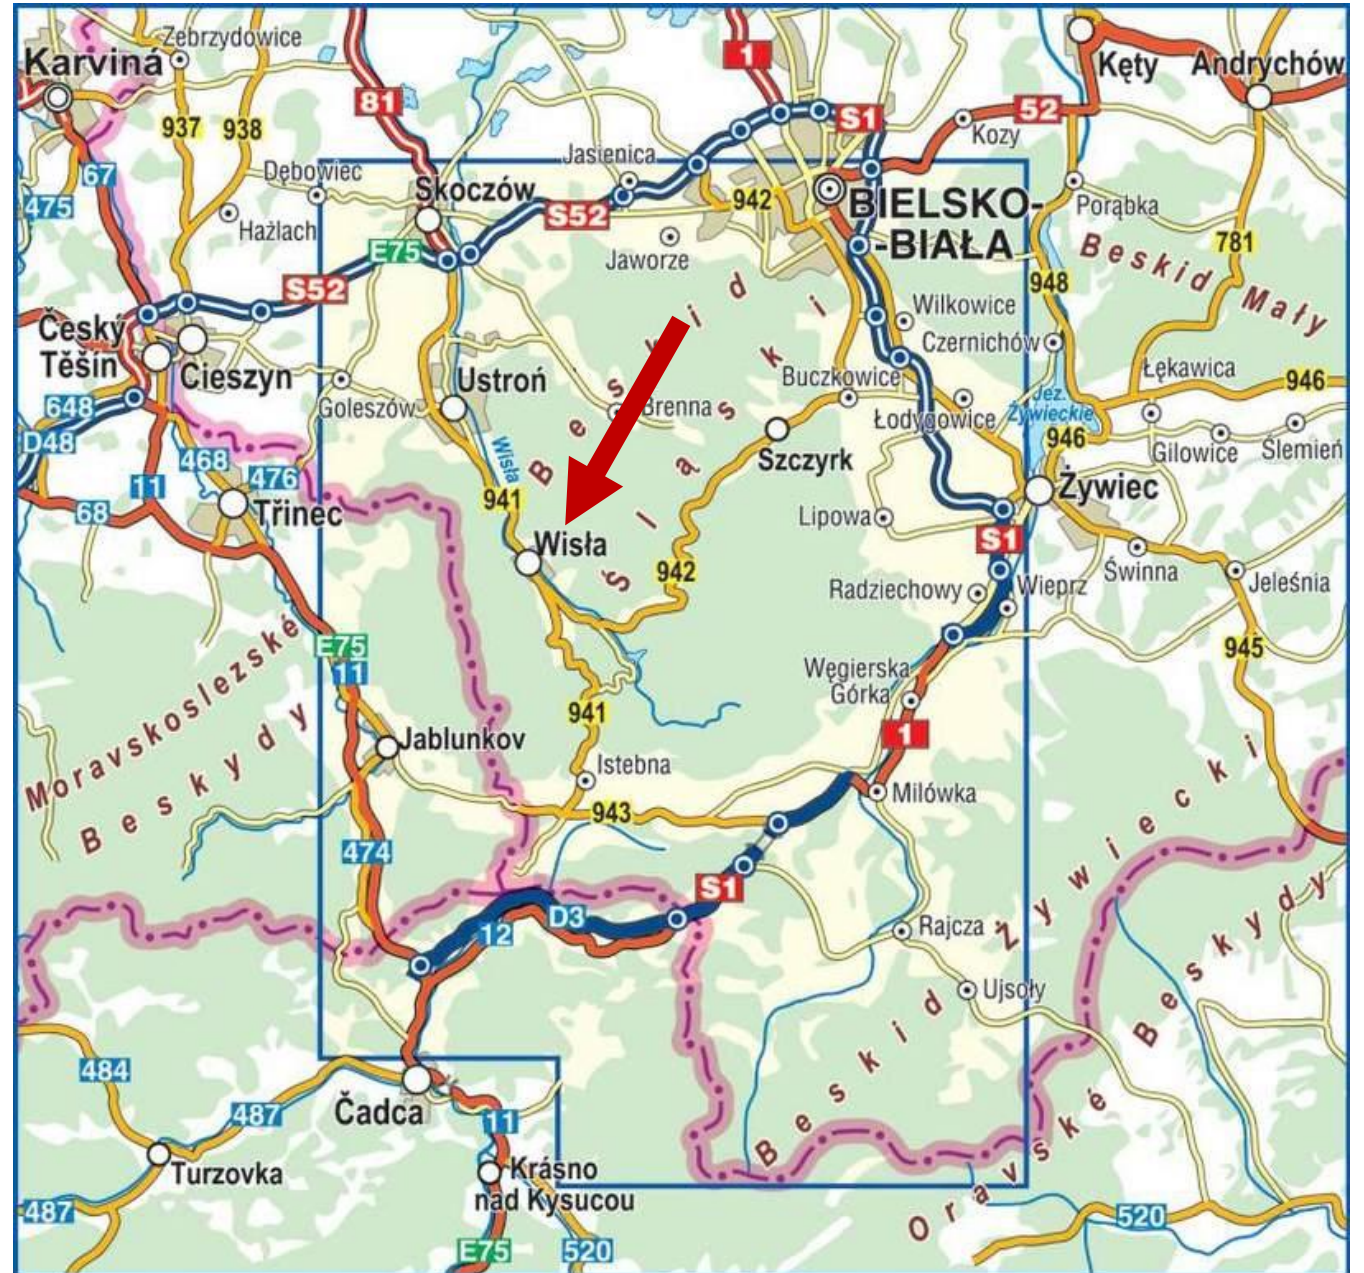 Zebrzydowice
Karviná
1
Kęty
Andrychów
81
937
938
S1
52
Kozy
67
Dębowiec
Jasienica
475
Skoczów
942
BIELSKO-
-BIAŁA
Porąbka
Hażlach
S52
E75
Jaworze
781
Beskid Mały
S52
948
Wilkowice
Český
Těšín
Cieszyn
Czernichów
Łękawica
Ustroń
Buczkowice
946
648
Goleszów
Brenna
Łodygowice
Jez.
Żywieckie
D48
Wisła
Beskid
Śląski
Szczyrk
946
Gilowice
Ślemień
468
476
11
68
Třinec
941
Żywiec
Lipowa
S1
Wisła
942
Świnna
Jeleśnia
Radziechowy
Wieprz
E75
11
945
Moravskoslezské
Beskydy
Węgierska
Górka
941
1
Jablunkov
Istebna
Milówka
943
474
S1
D3
12
Rajcza
Beskid Żywiecki
Ujsoły
Oravské Beskydy
484
487
Čadca
11
Turzovka
Krásno
nad Kysucou
487
520
E75
520